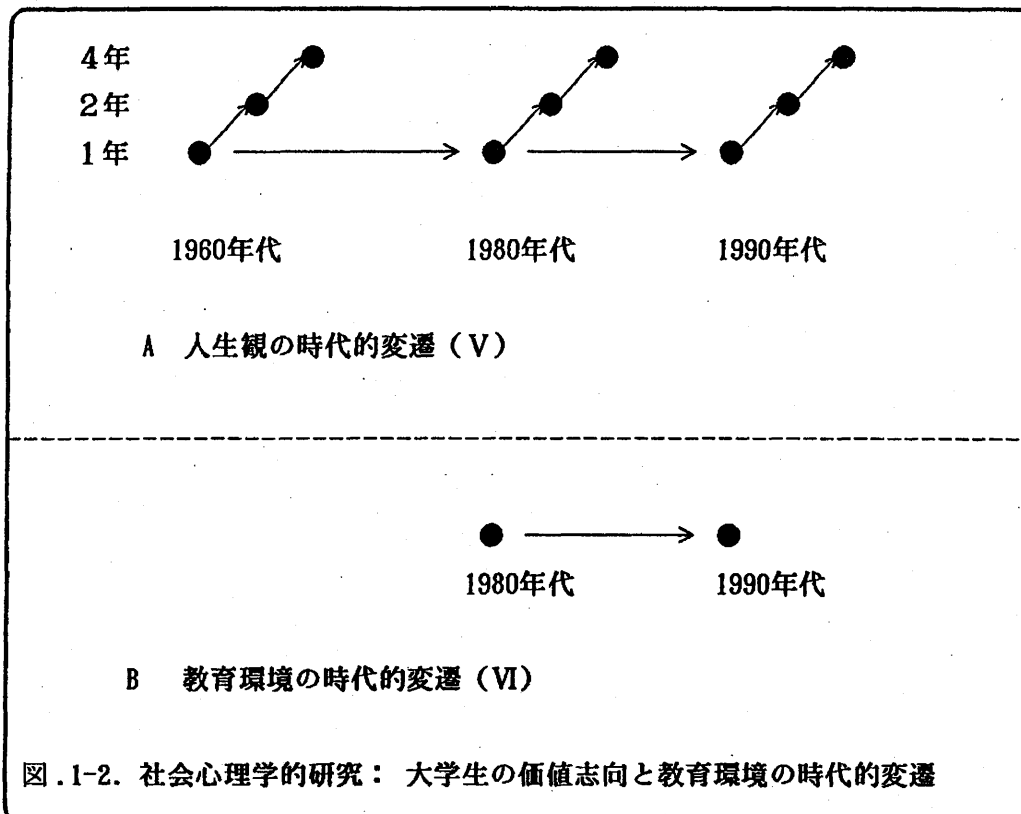 4年
2年
1年
1960年代 1980年代 1990年代
A 人生観の時代的変遷（Ⅴ）
1980年代 1990年代
B 教育環境の時代的変遷（Ⅵ）
図.1-2. 社会心理学的研究： 大学生の価値志向と教育環境の時代的変遷